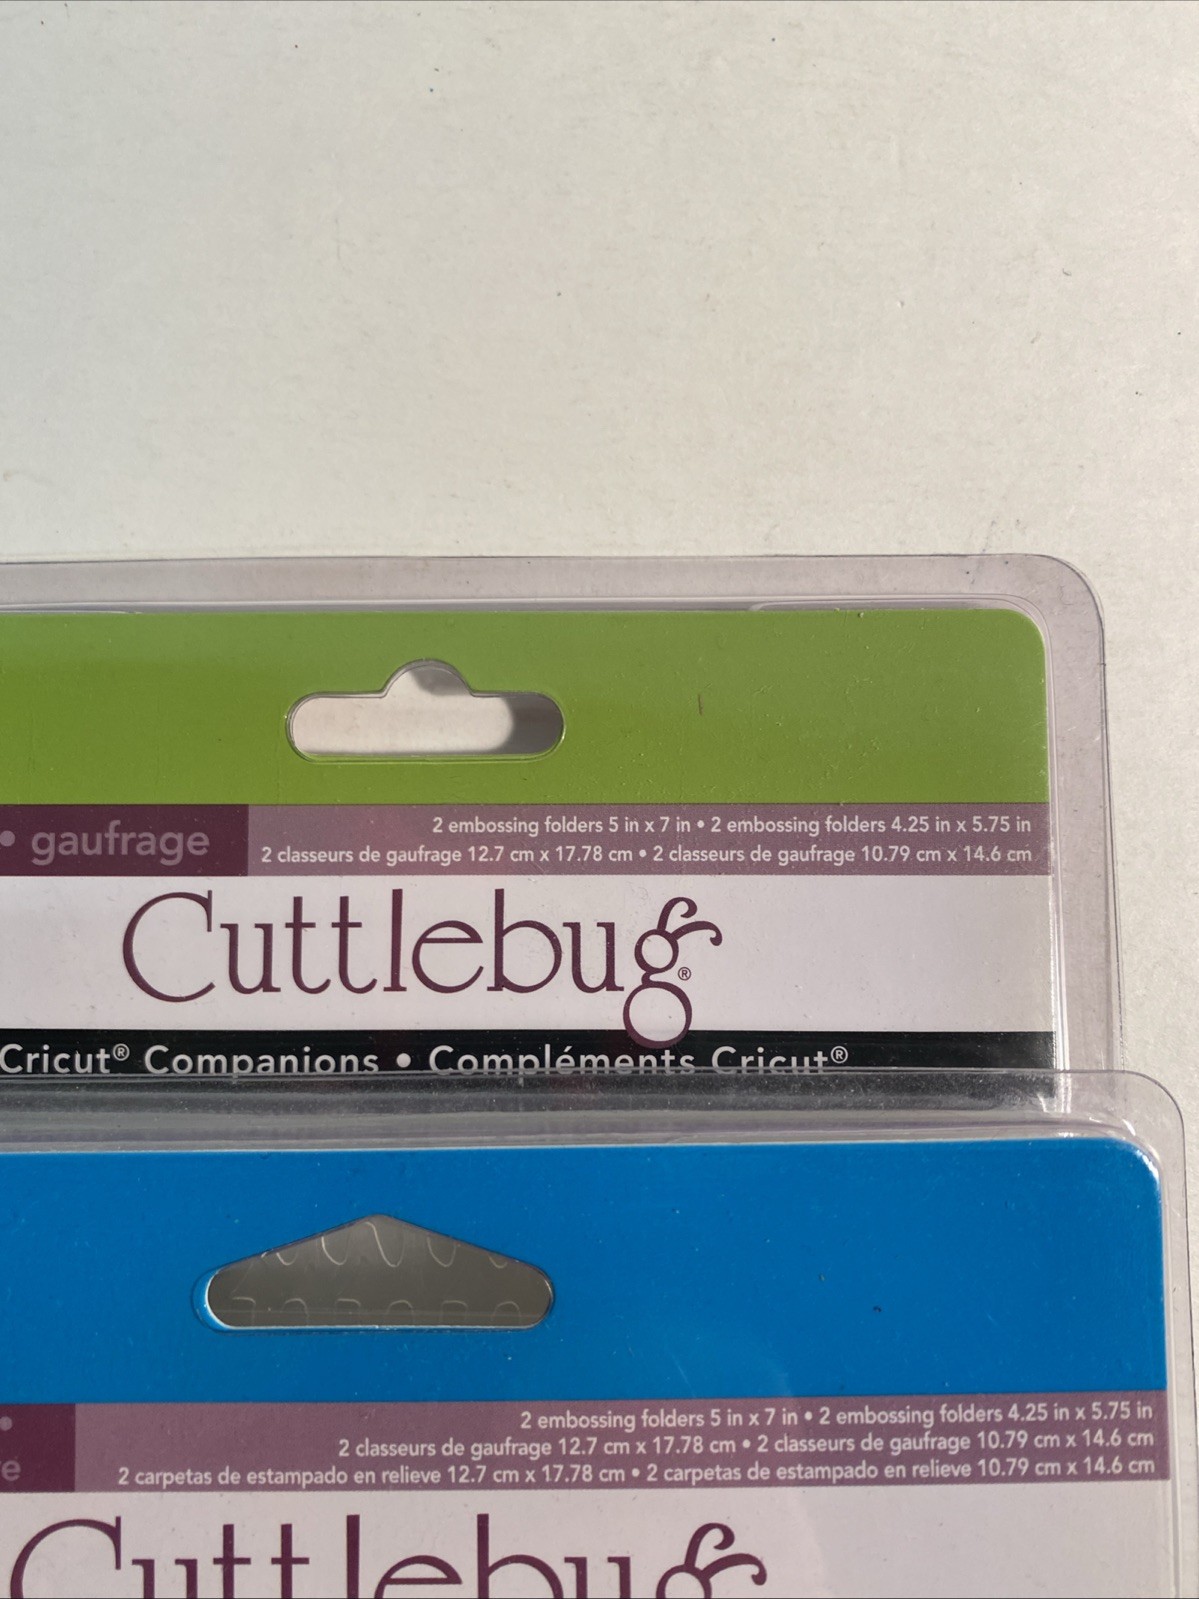 • gaufrage
2 embossing folders 5 in x 7 in • 2 embossing folders 4.25 in x 5.75 in
2 classeurs de gaufrage 12.7 cm x 17.78 cm • 2 classeurs de gaufrage 10.79 cm x 14.6 cm
Cuttlebug®
Cricut® Companions • Compléments Cricut®
2 embossing folders 5 in x 7 in • 2 embossing folders 4.25 in x 5.75 in
2 classeurs de gaufrage 12.7 cm x 17.78 cm • 2 classeurs de gaufrage 10.79 cm x 14.6 cm
2 carpetas de estampado en relieve 12.7 cm x 17.78 cm • 2 carpetas de estampado en relieve 10.79 cm x 14.6 cm
Cuttlebug